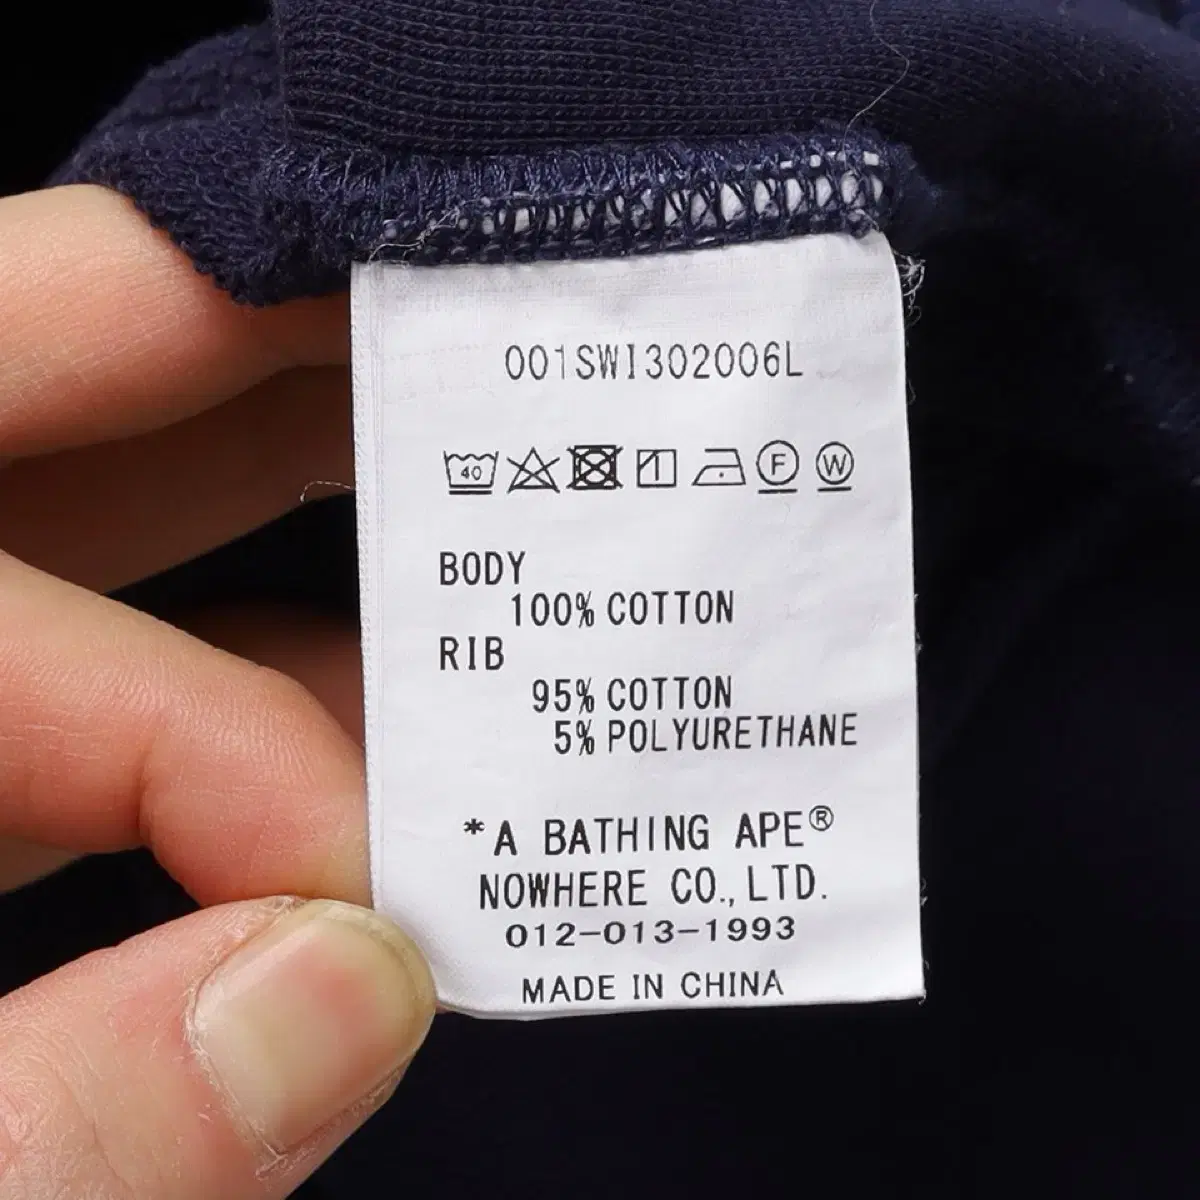 001SWI302006L
40 F W
BODY
100% COTTON
RIB
95% COTTON
5% POLYURETHANE
*A BATHING APE®
NOWHERE CO., LTD.
012-013-1993
MADE IN CHINA